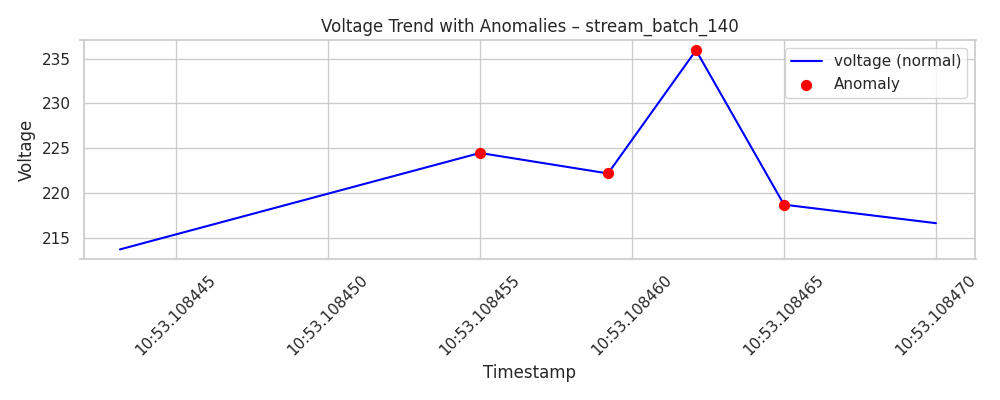 Voltage Trend with Anomalies – stream_batch_140
voltage (normal)
Anomaly
Voltage
235
230
225
220
215
10:53.108445
10:53.108450
10:53.108455
10:53.108460
10:53.108465
10:53.108470
Timestamp